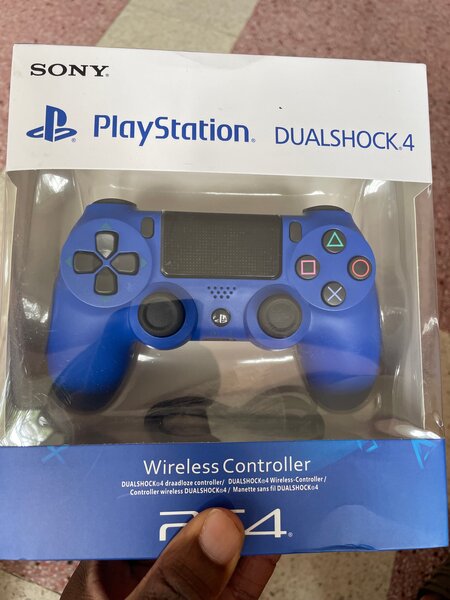 SONY
PlayStation® DUALSHOCK®4
Wireless Controller
DUALSHOCK®4 draadloze controller/ DUALSHOCK®4 Wireless-Controller/
Controller wireless DUALSHOCK®4/ Manette sans fil DUALSHOCK®4
PS4®